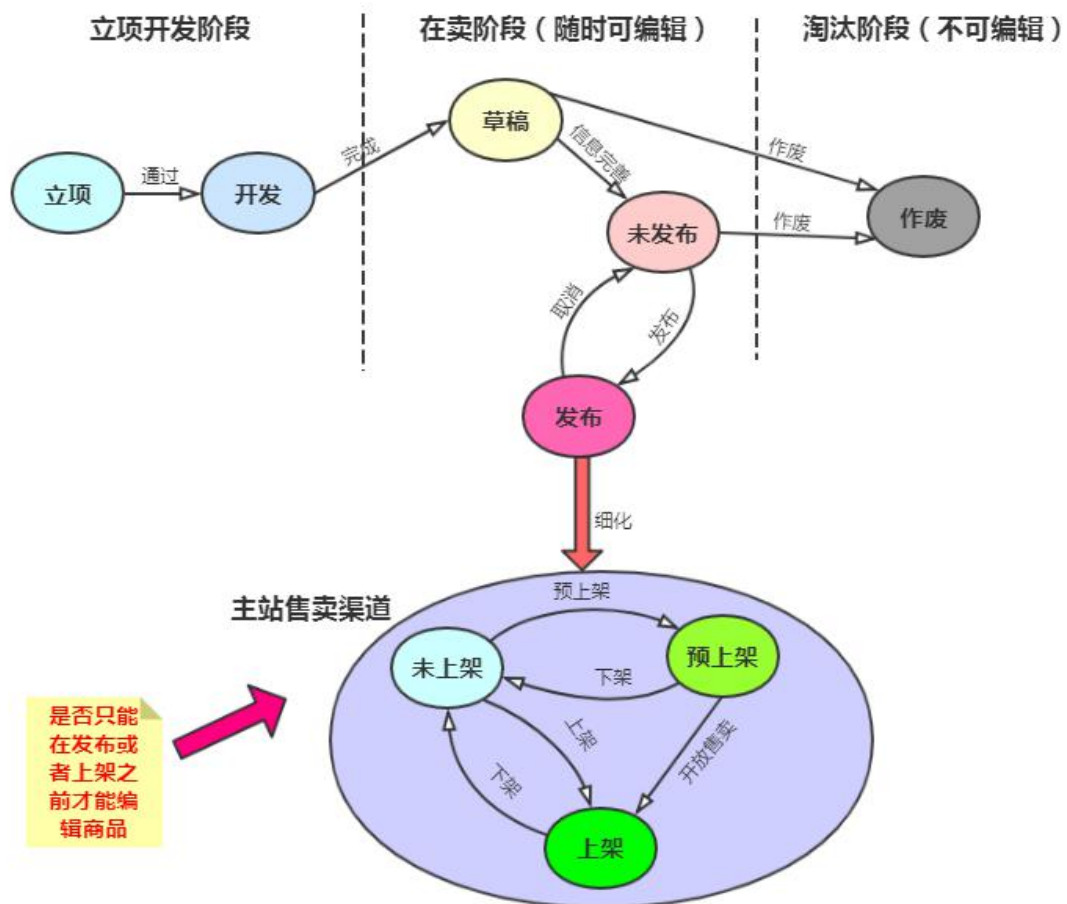 立项开发阶段
在卖阶段（随时可编辑）
淘汰阶段（不可编辑）
草稿
完成
信息完善
作废
立项
通过
开发
未发布
作废
作废
取消
发布
发布
细化
主站售卖渠道
预上架
未上架
预上架
下架
上架
下架
开放售卖
上架
是否只能
在发布或
者上架之
前才能编
辑商品